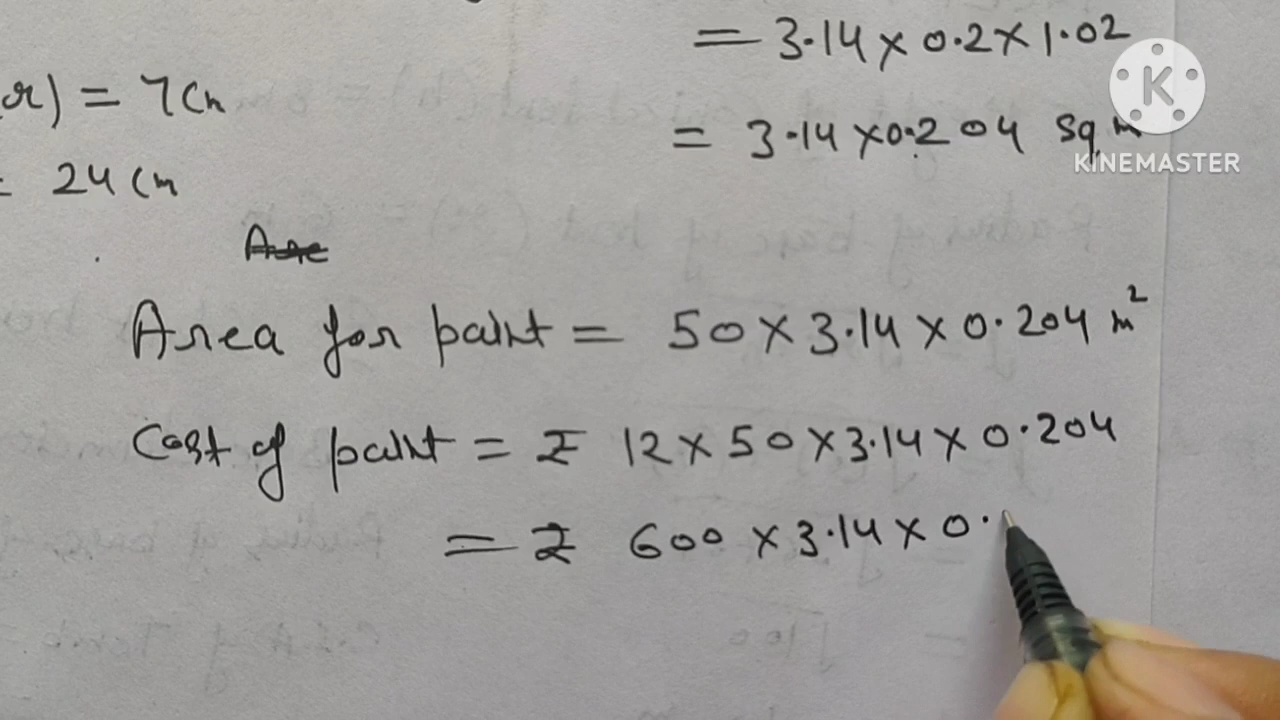 = 3.14 × 0.2 × 1.02
(r) = 7 Cm
= 3.14 × 0.204 Sq m
KINEMASTER
= 24 Cm
Area for paint = 50 × 3.14 × 0.204 m²
Cost of paint = ₹ 12 × 50 × 3.14 × 0.204
= ₹ 600 × 3.14 × 0.